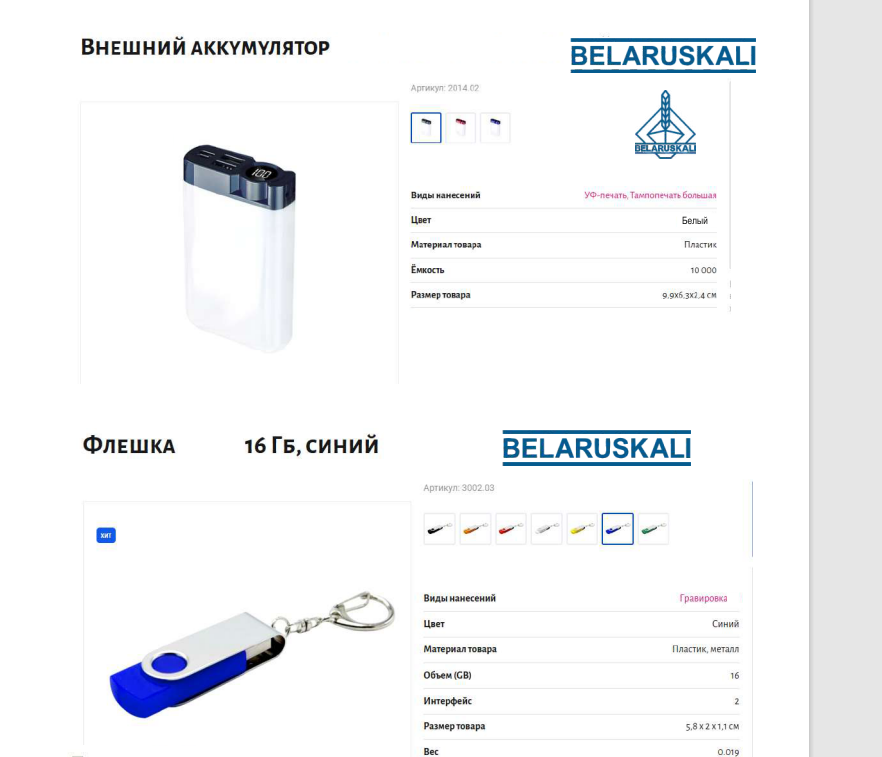 Внешний аккумулятор
BELARUSKALI
Артикул: 2014.02
BELARUSKALI
100
Виды нанесений УФ-печать, Тампопечать большая
Цвет Белый
Материал товара Пластик
Ёмкость 10 000
Размер товара 9,9х6,3х2,4 см
Флешка 16 Гб, синий
BELARUSKALI
Артикул: 3002.03
ХИТ
Виды нанесений Гравировка
Цвет Синий
Материал товара Пластик, металл
Объем (GB) 16
Интерфейс 2
Размер товара 5,8 х 2 х 1,1 см
Вес 0.019